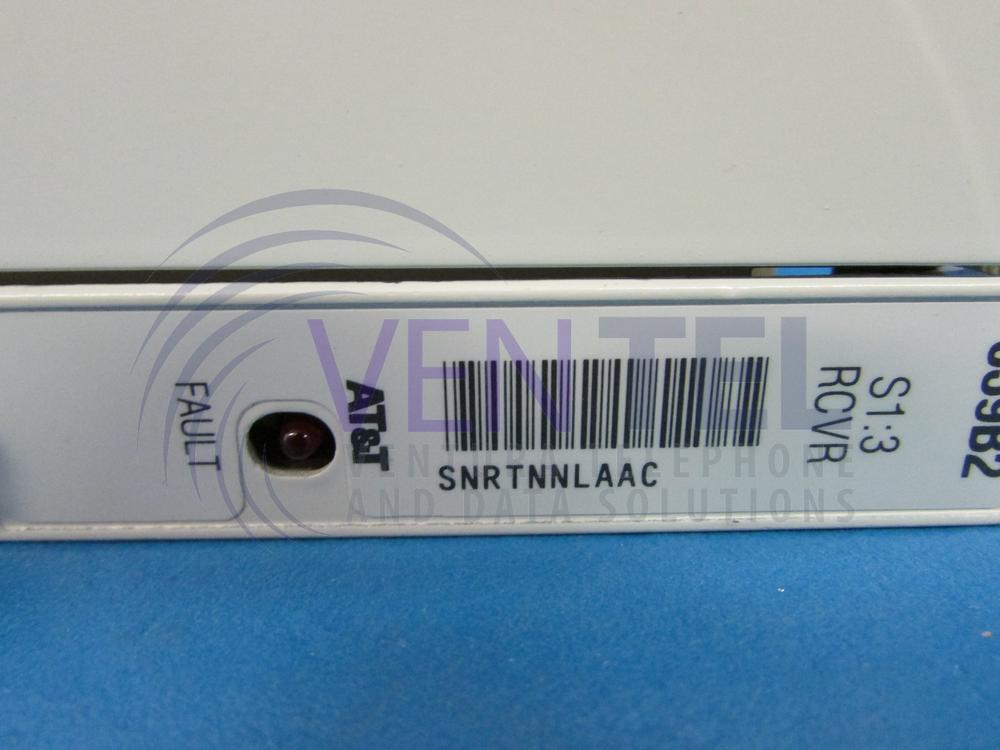 FAULT
AT&T
SNRTNNLAAC
S1:3
RCVR
VENTEL
VENTURA TELEPHONE
AND DATA SOLUTIONS